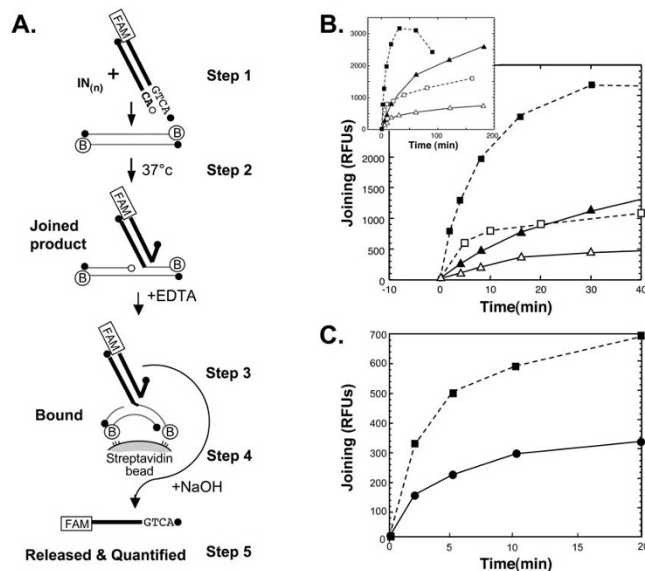 A.
FAM
IN(n)
+
CA
GTCA
Step 1
B
B
37°c
Step 2
FAM
Joined
product
B
B
+EDTA
FAM
Step 3
Bound
B
B
Streptavidin
bead
Step 4
+NaOH
FAM
GTCA
Released & Quantified
Step 5
B.
3000
2000
1000
0
0
100
200
Time (min)
Joining (RFUs)
2000
1500
1000
500
0
-10
0
10
20
30
40
Time(min)
C.
Joining (RFUs)
700
600
500
400
300
200
100
0
0
5
10
15
20
Time(min)